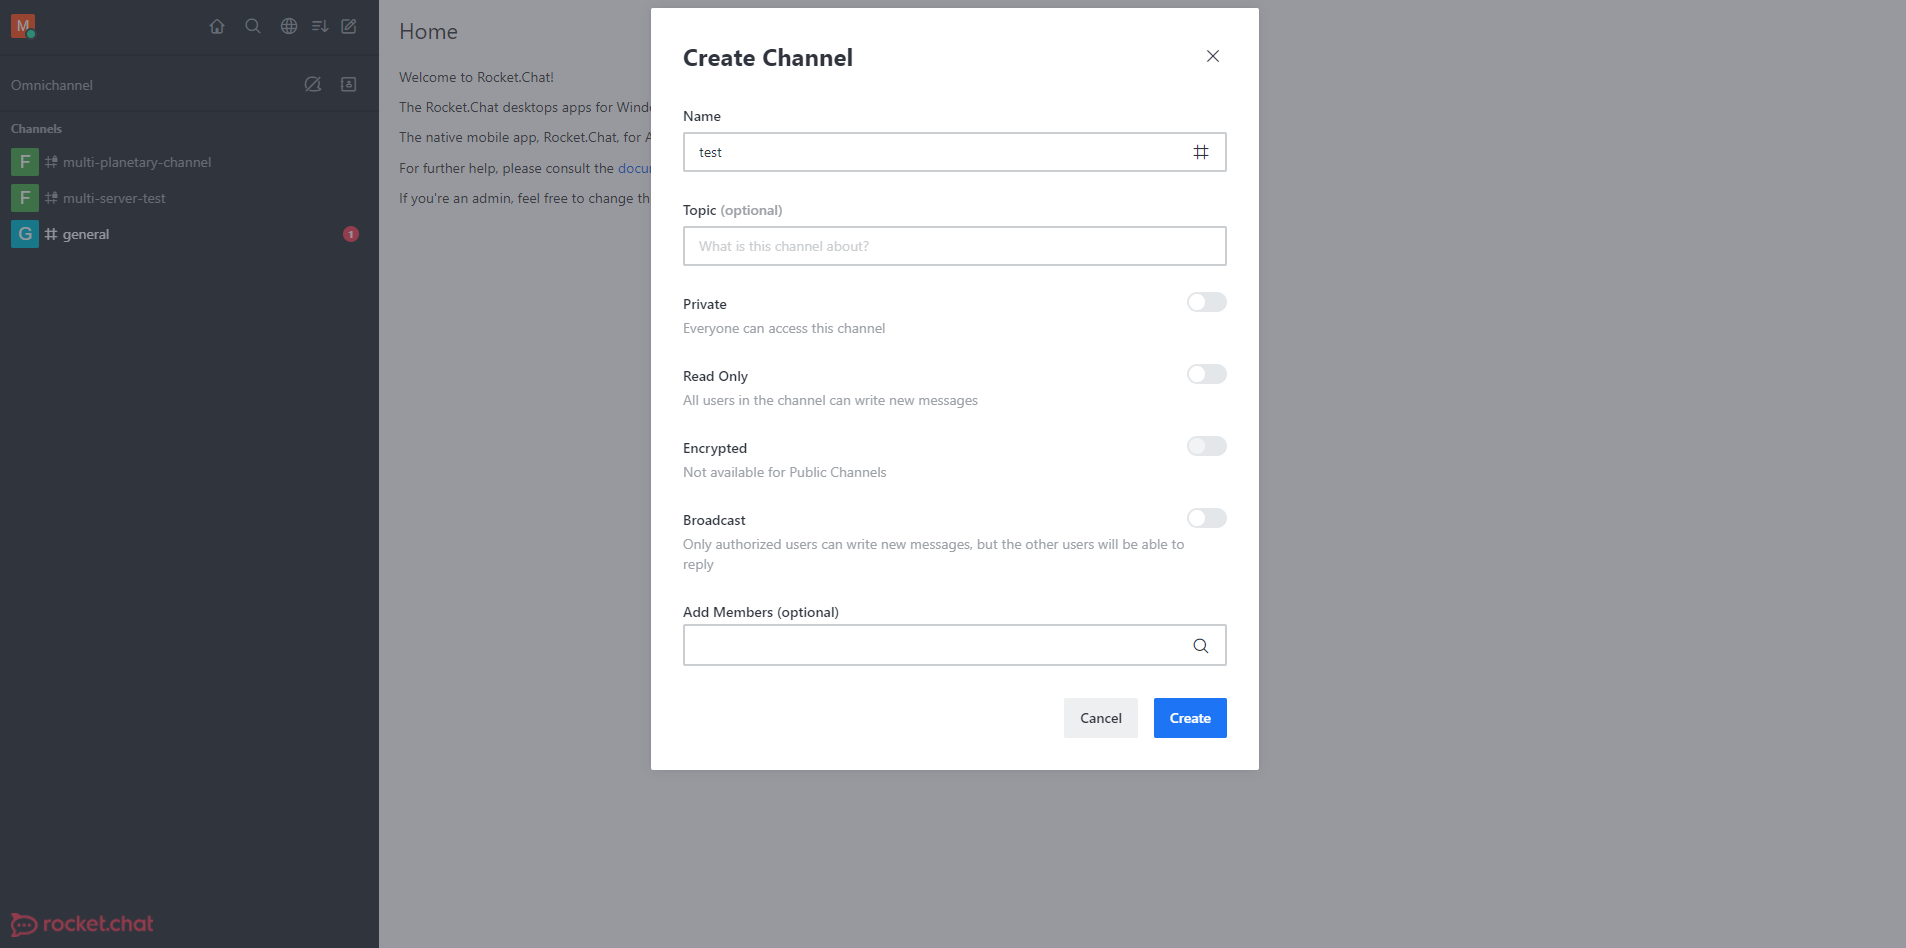 M
Omnichannel
Channels
F multi-planetary-channel
F multi-server-test
G general 1
rocket.chat
Home
Welcome to Rocket.Chat!
The Rocket.Chat desktops apps for Wind
The native mobile app, Rocket.Chat, for A
For further help, please consult the docu
If you're an admin, feel free to change th
Create Channel
Name
test
Topic (optional)
What is this channel about?
Private
Everyone can access this channel
Read Only
All users in the channel can write new messages
Encrypted
Not available for Public Channels
Broadcast
Only authorized users can write new messages, but the other users will be able to
reply
Add Members (optional)
Cancel Create